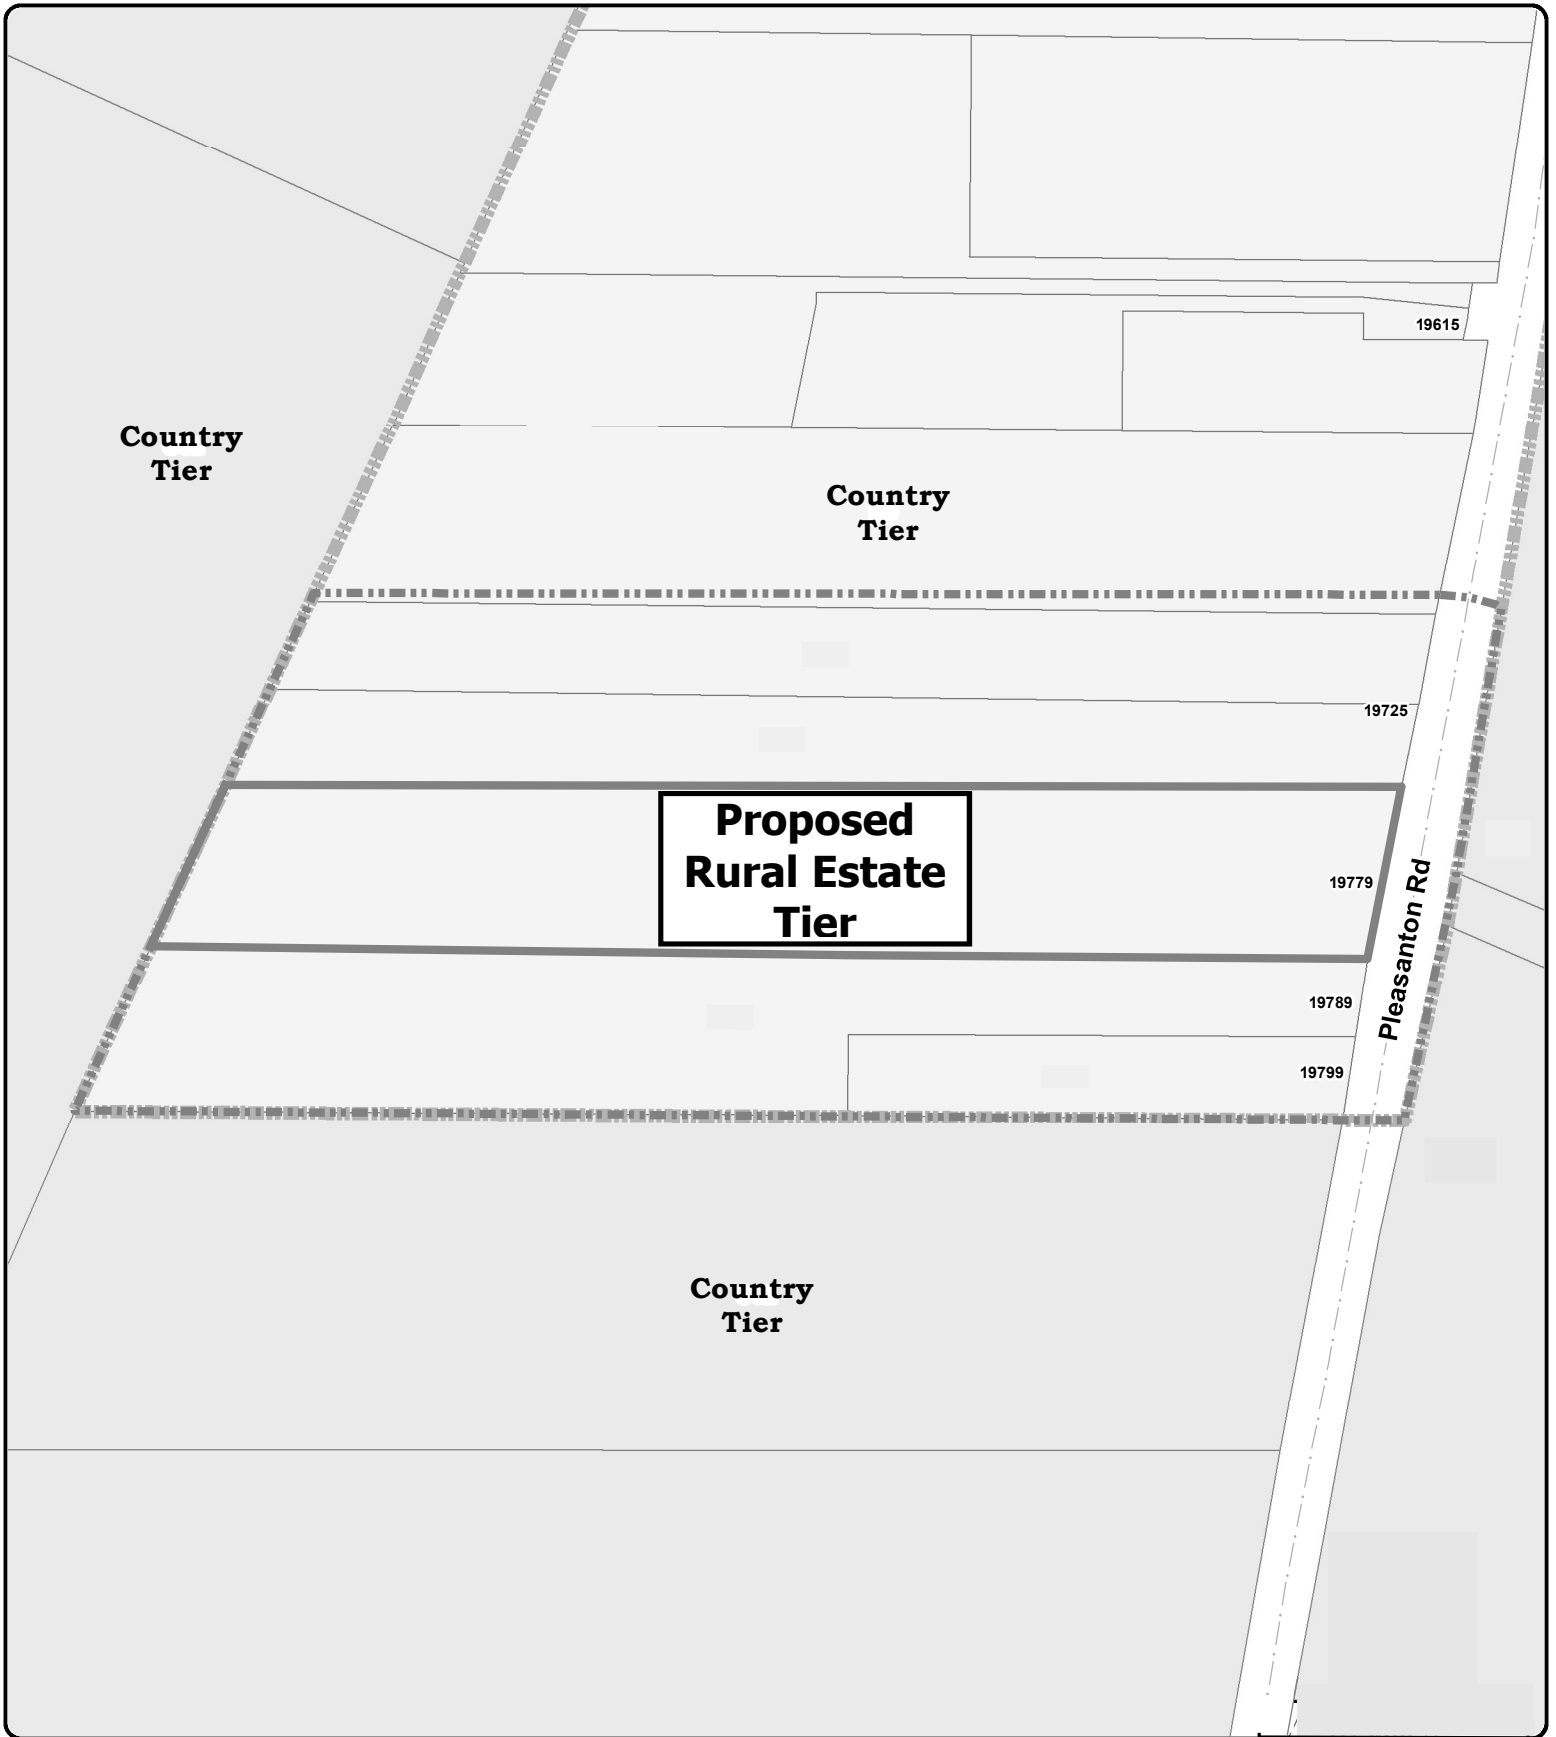 19615
Country
Tier
Country
Tier
19725
Proposed
Rural Estate
Tier
19779
Pleasanton Rd
19789
19799
Country
Tier